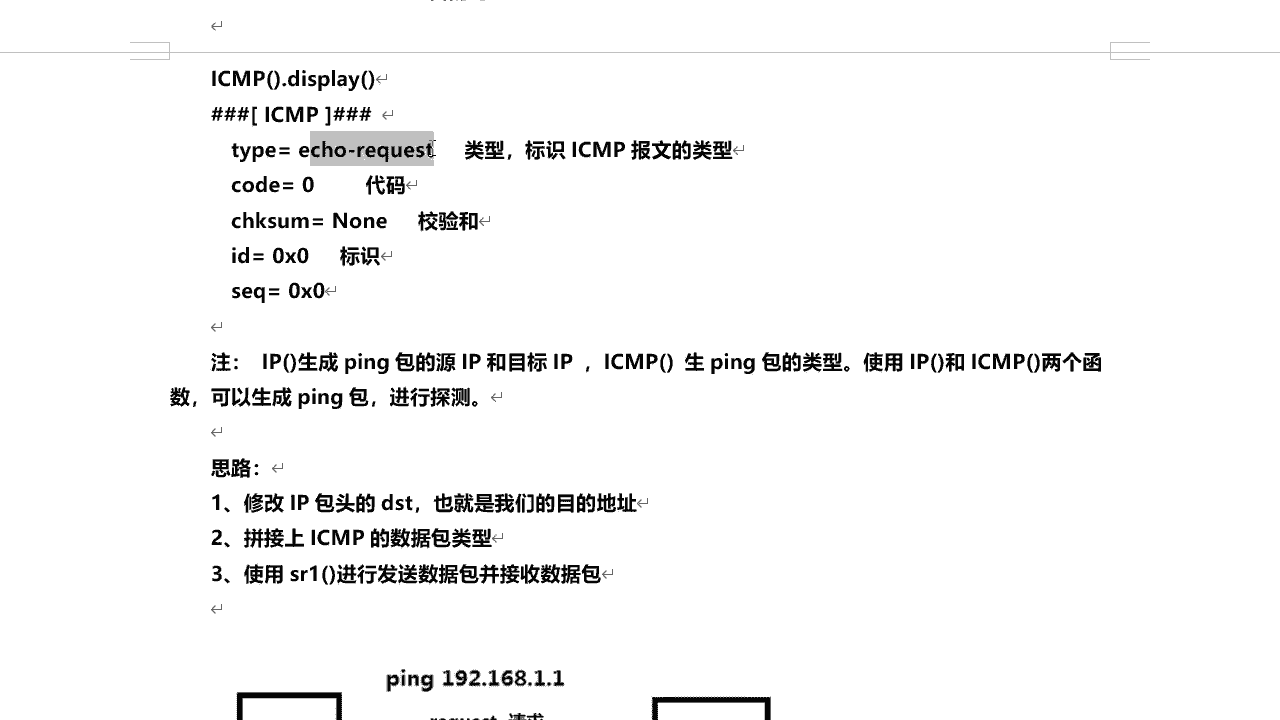 ICMP().display()
###[ ICMP ]###
type= echo-request 类型，标识 ICMP 报文的类型
code= 0 代码
chksum= None 校验和
id= 0x0 标识
seq= 0x0
注： IP()生成 ping 包的源 IP 和目标 IP ，ICMP() 生 ping 包的类型。使用 IP()和 ICMP()两个函
数，可以生成 ping 包，进行探测。
思路：
1、修改 IP 包头的 dst，也就是我们的目的地址
2、拼接上 ICMP 的数据包类型
3、使用 sr1()进行发送数据包并接收数据包
ping 192.168.1.1
request 请求